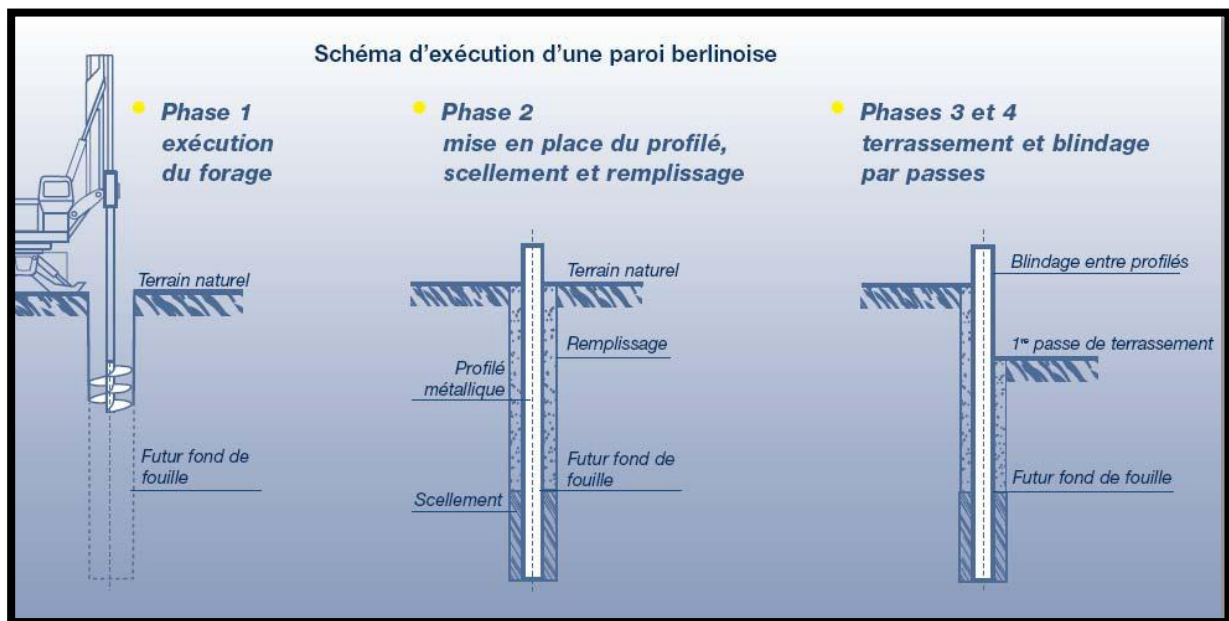 Schéma d'exécution d'une paroi berlinoise
Phase 1
exécution
du forage
Terrain naturel
Futur fond de
fouille
Phase 2
mise en place du profilé,
scellement et remplissage
Terrain naturel
Remplissage
Profilé
métallique
Futur fond de
fouille
Scellement
Phases 3 et 4
terrassement et blindage
par passes
Blindage entre profilés
1re passe de terrassement
Futur fond de fouille